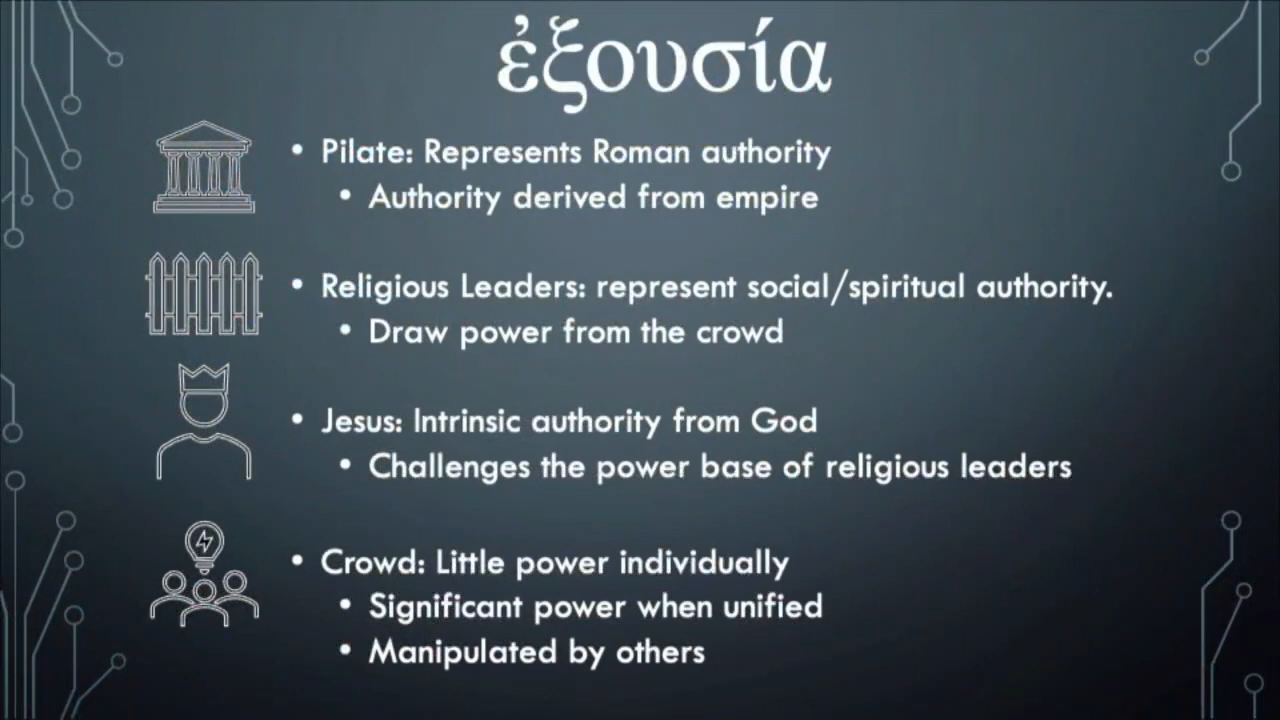 ἐξουσία
• Pilate: Represents Roman authority
• Authority derived from empire
• Religious Leaders: represent social/spiritual authority.
• Draw power from the crowd
• Jesus: Intrinsic authority from God
• Challenges the power base of religious leaders
• Crowd: Little power individually
• Significant power when unified
• Manipulated by others